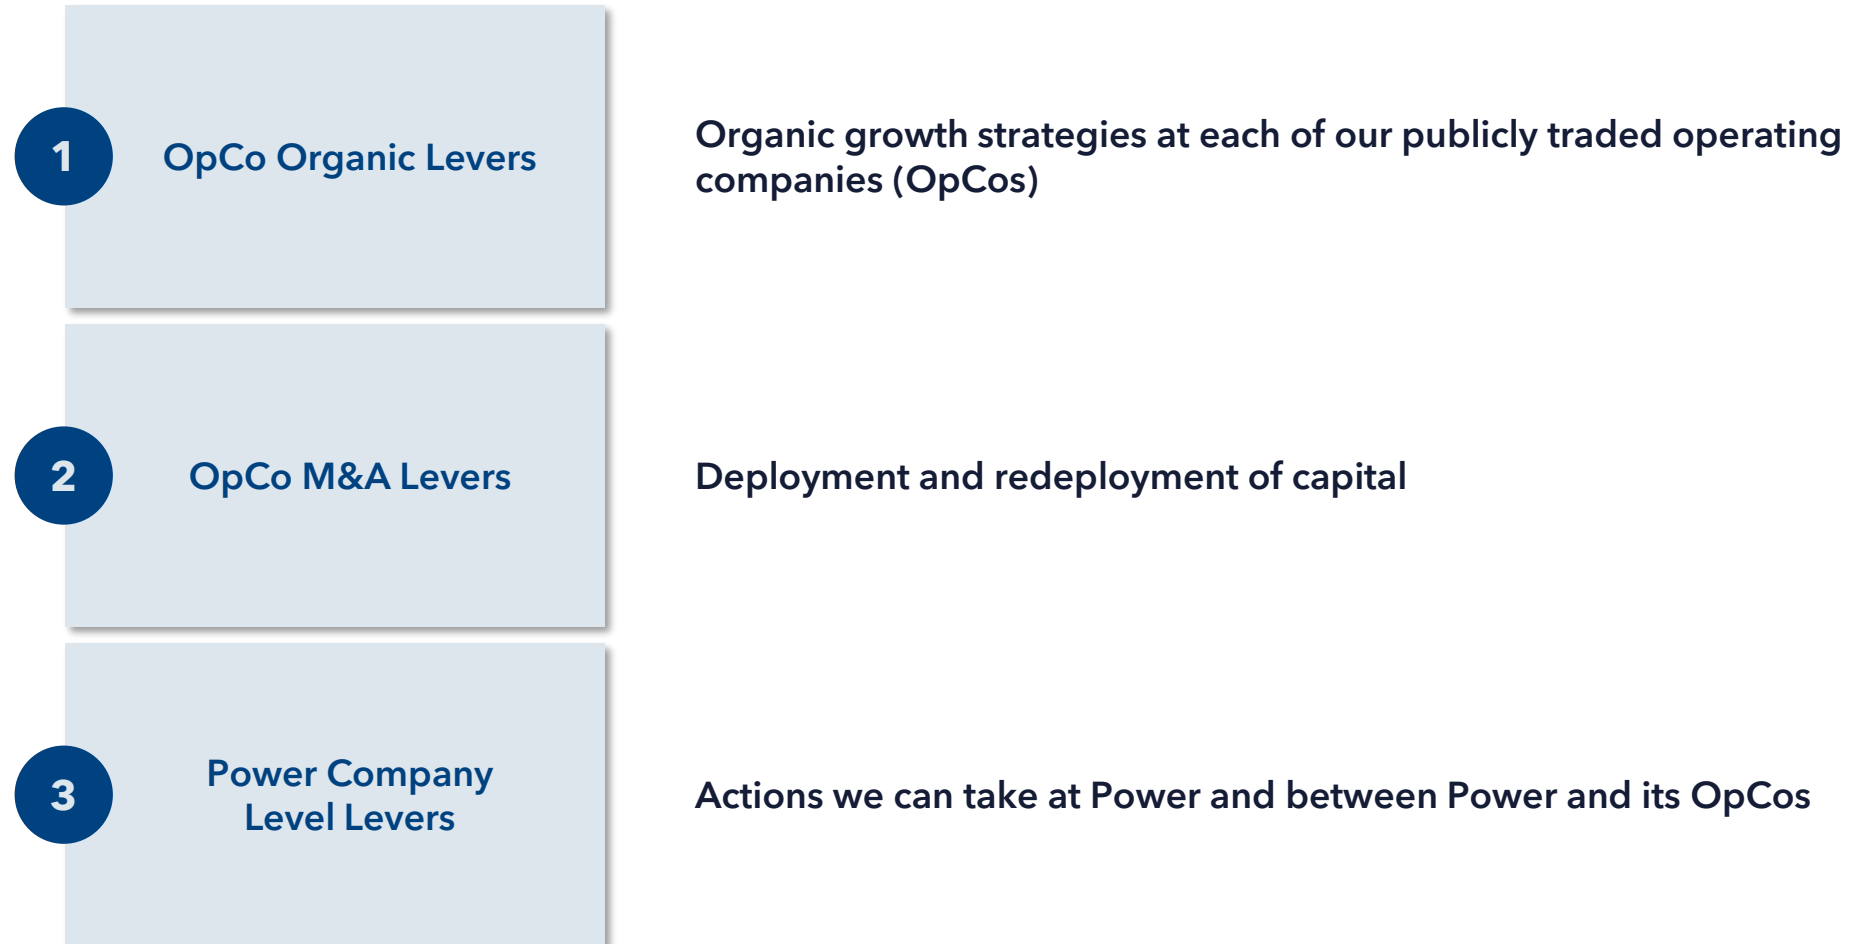 1
OpCo Organic Levers
Organic growth strategies at each of our publicly traded operating
companies (OpCos)
2
OpCo M&A Levers
Deployment and redeployment of capital
3
Power Company
Level Levers
Actions we can take at Power and between Power and its OpCos